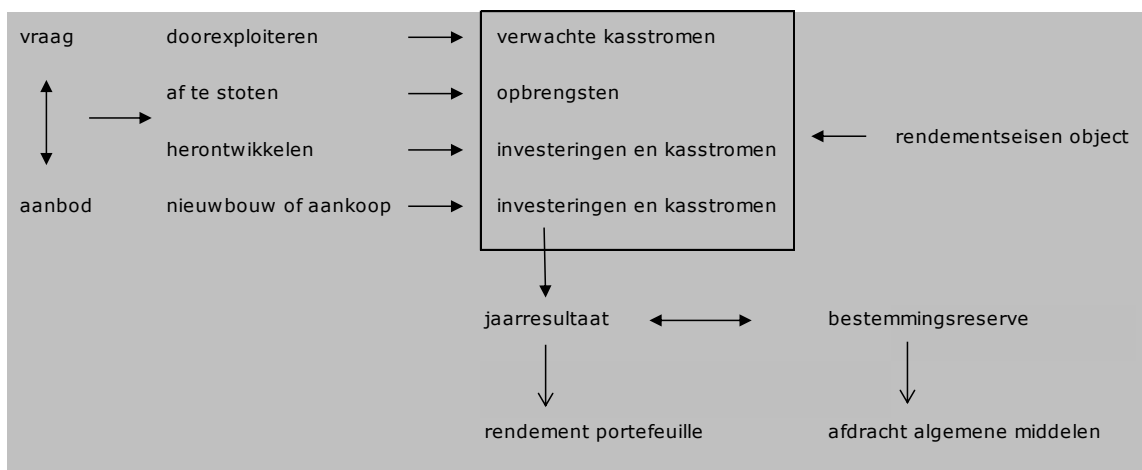 vraag doorexploiteren verwachte kasstromen
af te stoten opbrengsten
rendementseisen object
herontwikkelen investeringen en kasstromen
aanbod nieuwbouw of aankoop investeringen en kasstromen
jaarresultaat bestemmingsreserve
rendement portefeuille afdracht algemene middelen